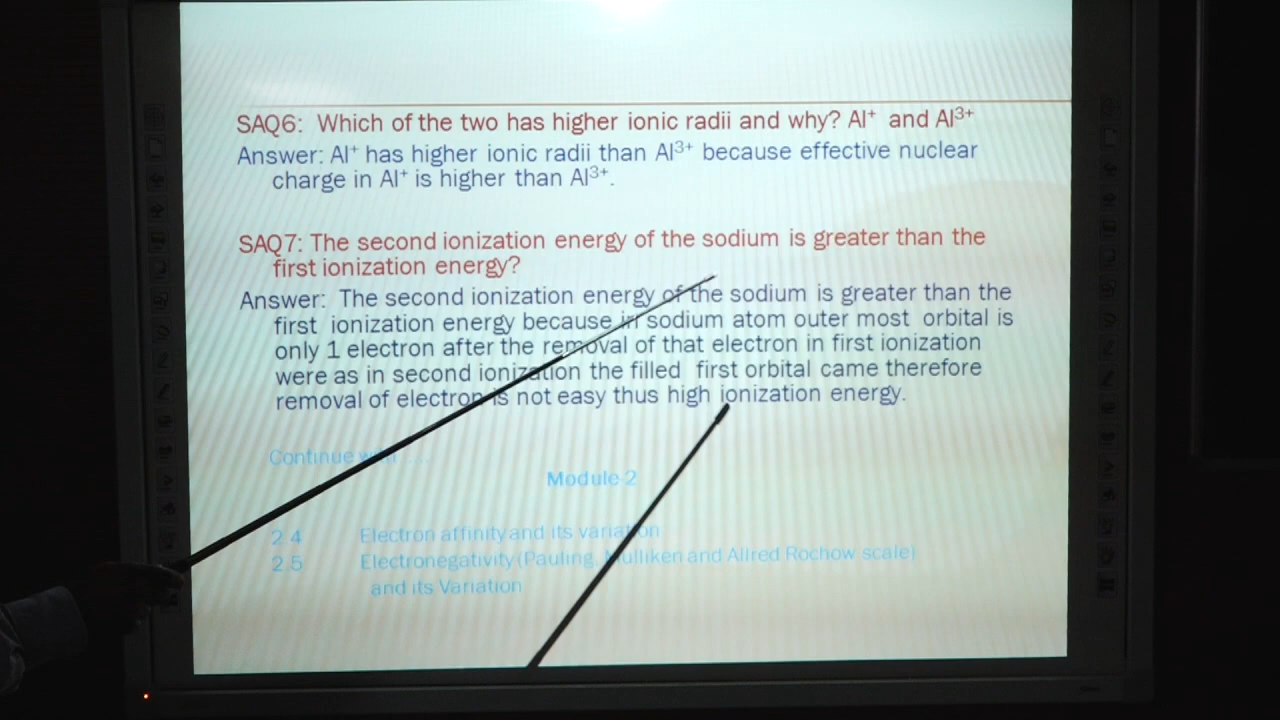 SAQ6: Which of the two has higher ionic radii and why? Al⁺ and Al³⁺
Answer: Al⁺ has higher ionic radii than Al³⁺ because effective nuclear
charge in Al⁺ is higher than Al³⁺.
SAQ7: The second ionization energy of the sodium is greater than the
first ionization energy?
Answer: The second ionization energy of the sodium is greater than the
first ionization energy because in sodium atom outer most orbital is
only 1 electron after the removal of that electron in first ionization
were as in second ionization the filled first orbital came therefore
removal of electron is not easy thus high ionization energy.
Continue with ....
Module-2
2.4 Electron affinity and its variation
2.5 Electronegativity (Pauling, Mulliken and Allred Rochow scale)
and its Variation